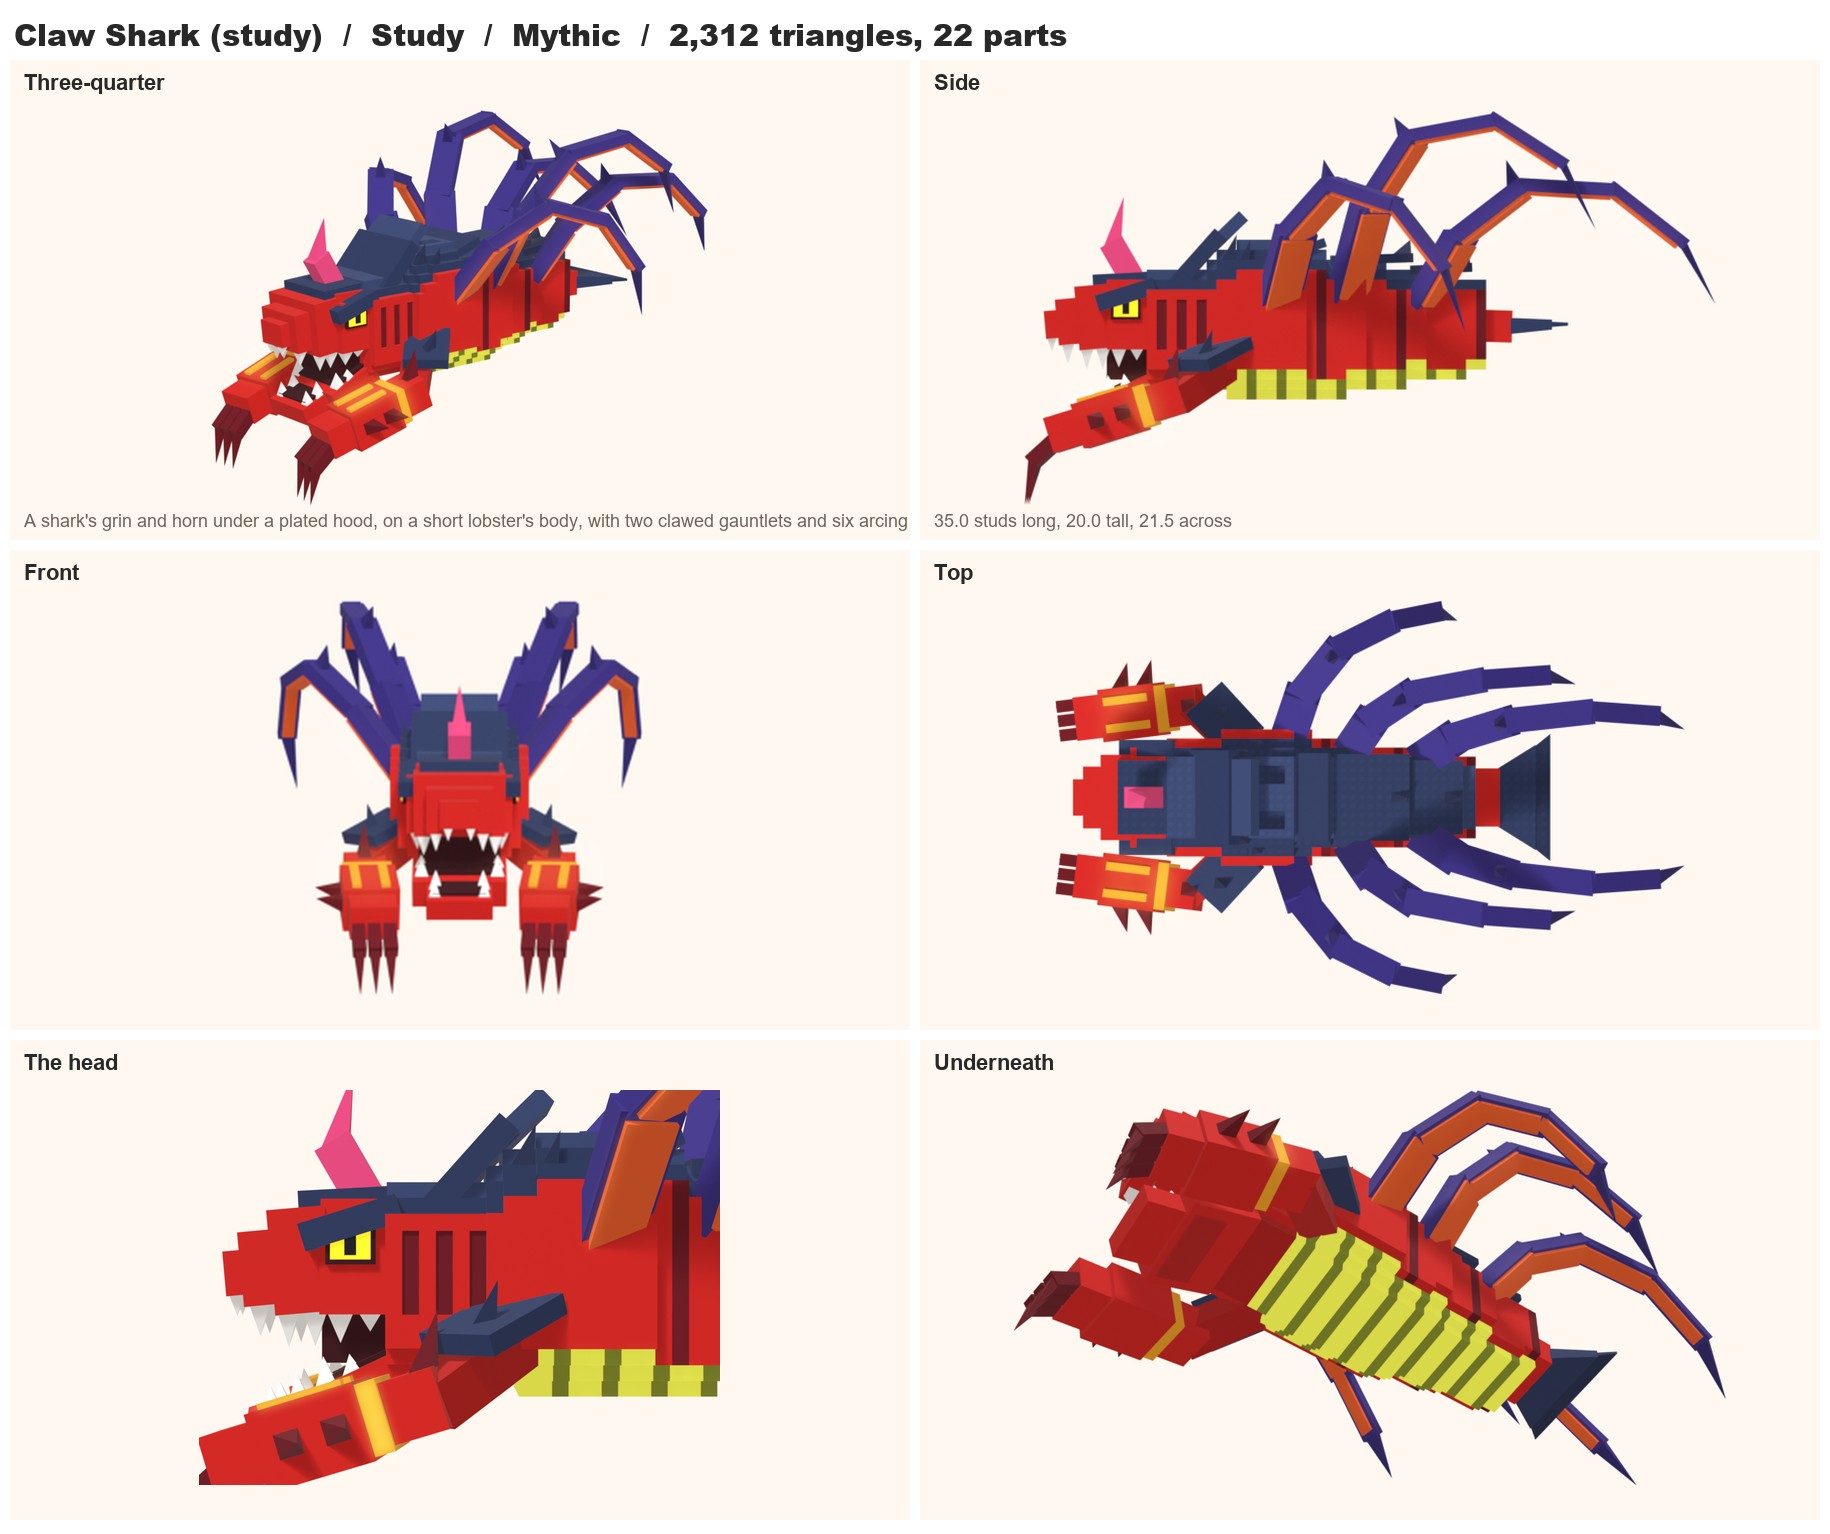 Claw Shark (study) / Study / Mythic / 2,312 triangles, 22 parts
Three-quarter
Side
A shark's grin and horn under a plated hood, on a short lobster's body, with two clawed gauntlets and six arcing
35.0 studs long, 20.0 tall, 21.5 across
Front
Top
The head
Underneath